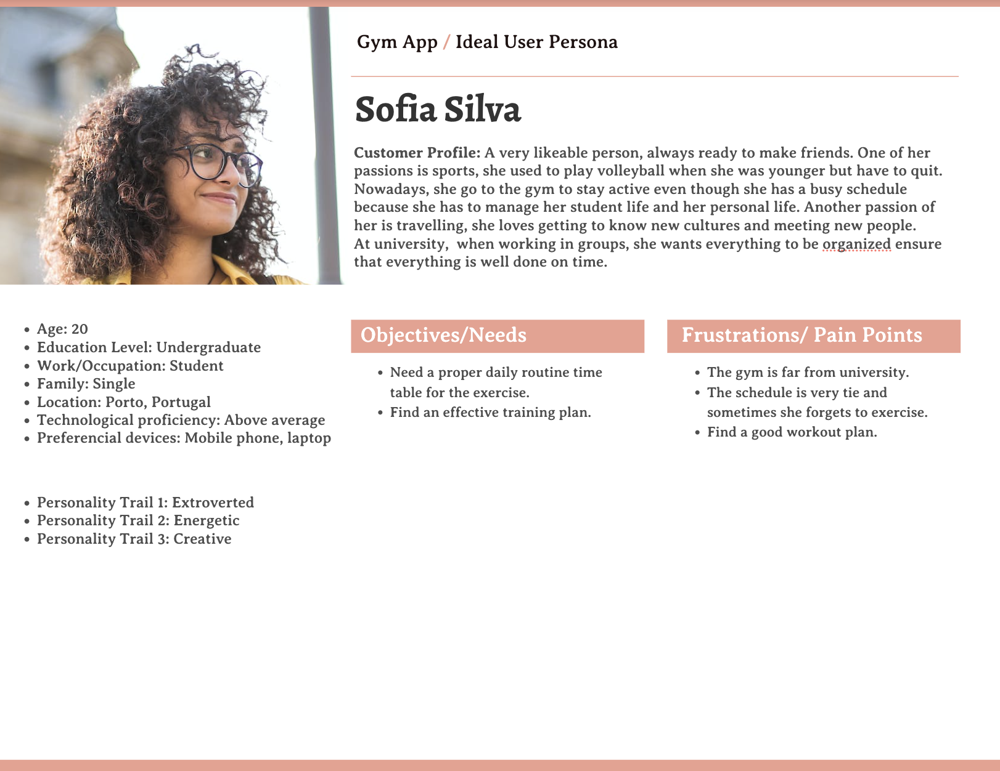 Gym App / Ideal User Persona
Sofia Silva
Customer Profile: A very likeable person, always ready to make friends. One of her
passions is sports, she used to play volleyball when she was younger but have to quit.
Nowadays, she go to the gym to stay active even though she has a busy schedule
because she has to manage her student life and her personal life. Another passion of
her is travelling, she loves getting to know new cultures and meeting new people.
At university,  when working in groups, she wants everything to be organized ensure
that everything is well done on time.
• Age: 20
• Education Level: Undergraduate
• Work/Occupation: Student
• Family: Single
• Location: Porto, Portugal
• Technological proficiency: Above average
• Preferencial devices: Mobile phone, laptop
• Personality Trail 1: Extroverted
• Personality Trail 2: Energetic
• Personality Trail 3: Creative
Objectives/Needs
• Need a proper daily routine time
table for the exercise.
• Find an effective training plan.
Frustrations/ Pain Points
• The gym is far from university.
• The schedule is very tie and
sometimes she forgets to exercise.
• Find a good workout plan.